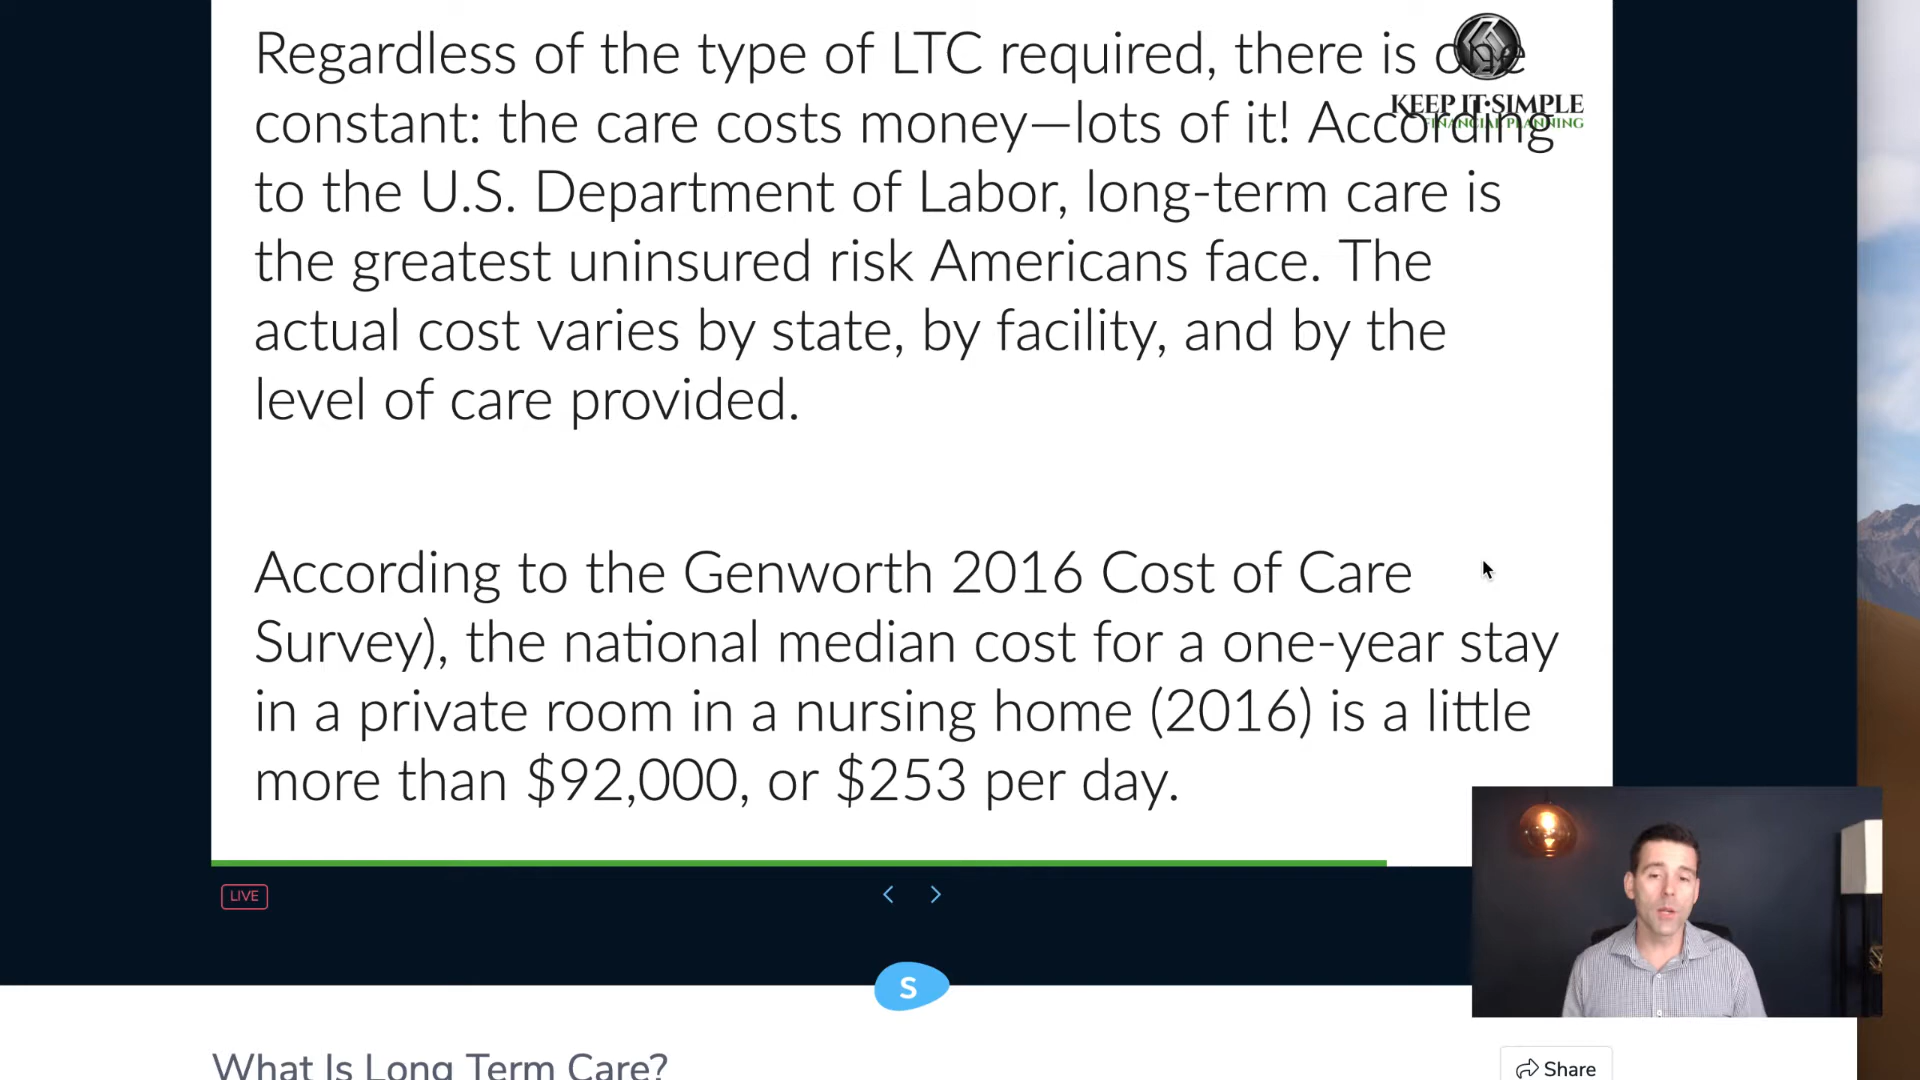 Regardless of the type of LTC required, there is one
constant: the care costs money—lots of it! According
to the U.S. Department of Labor, long-term care is
the greatest uninsured risk Americans face. The
actual cost varies by state, by facility, and by the
level of care provided.
KEEP IT SIMPLE
FINANCIAL PLANNING
According to the Genworth 2016 Cost of Care
Survey), the national median cost for a one-year stay
in a private room in a nursing home (2016) is a little
more than $92,000, or $253 per day.
LIVE
S
What Is Long Term Care?
Share